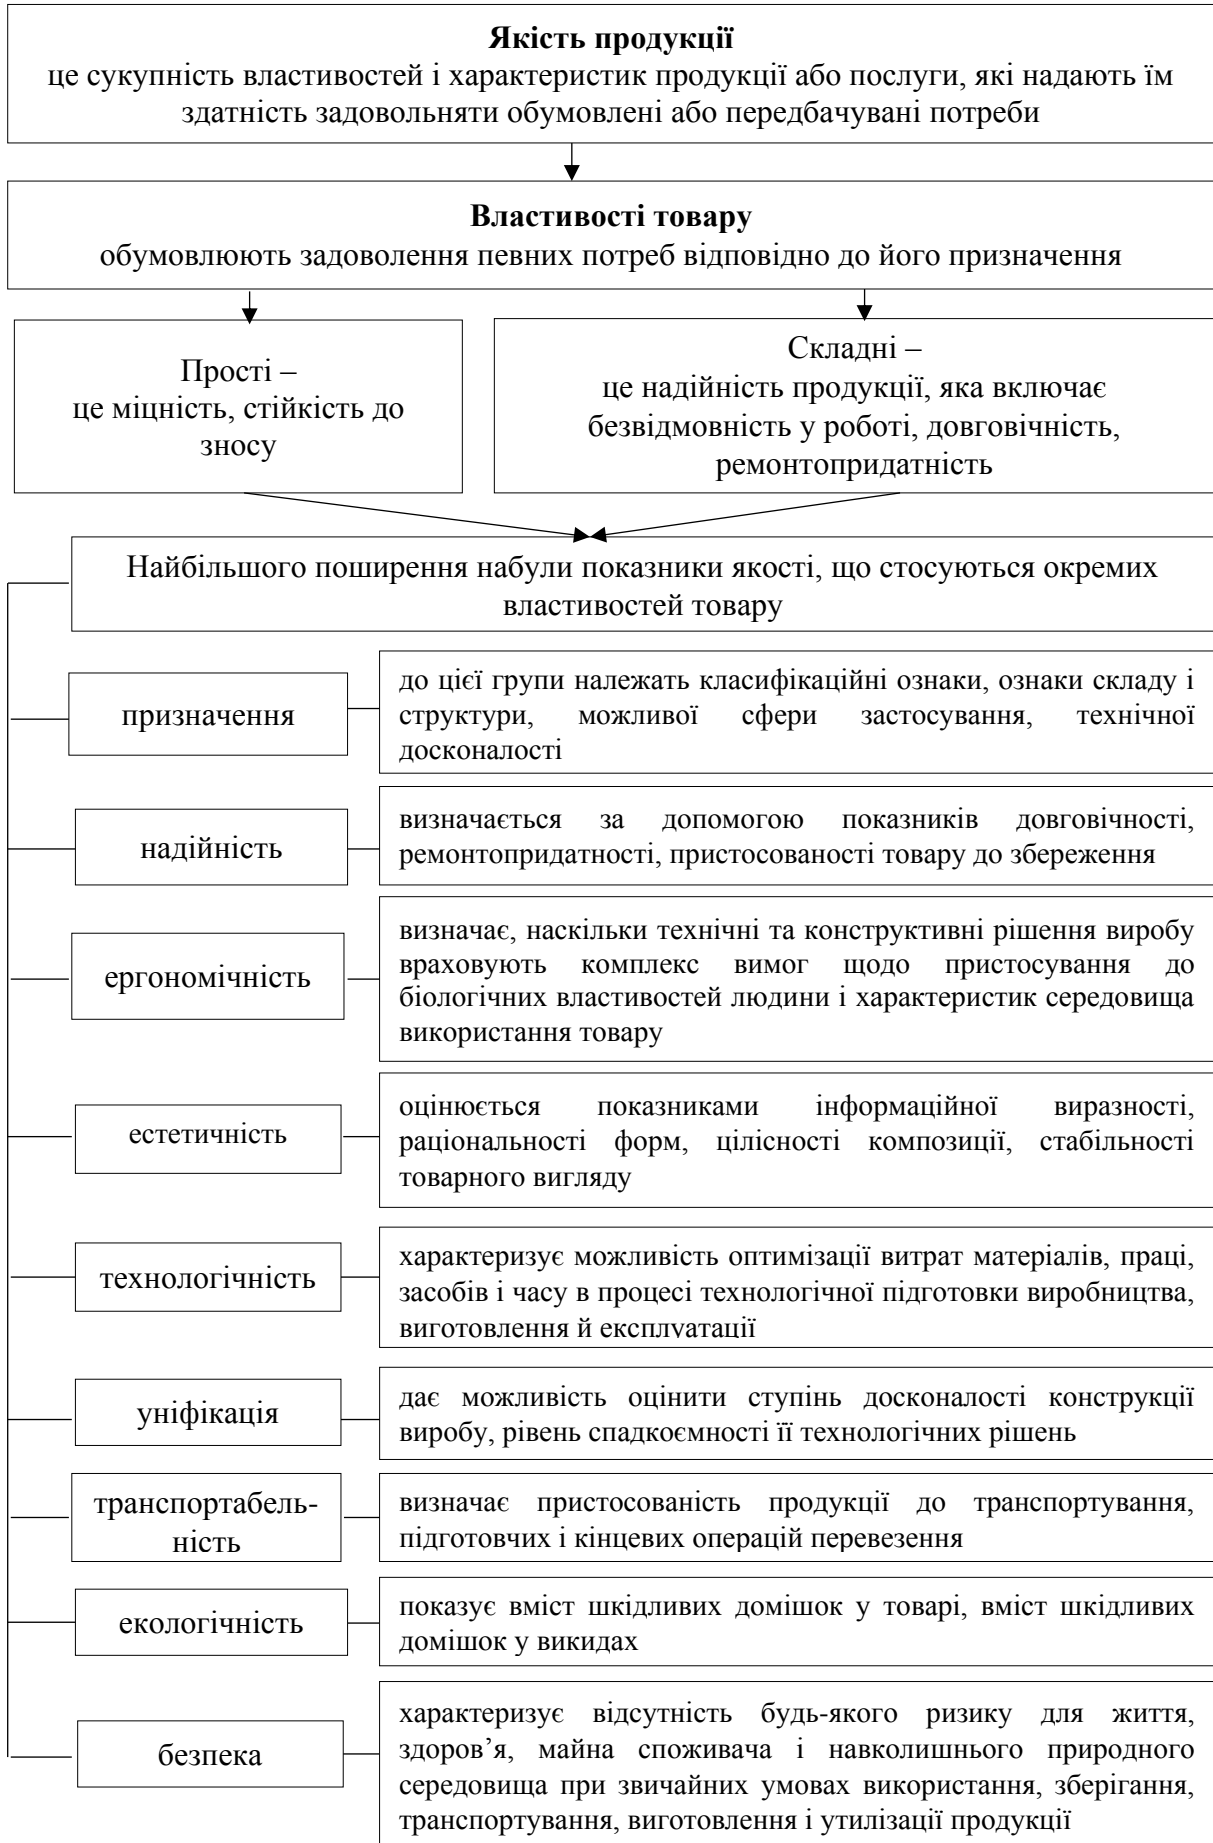 Якість продукції
це сукупність властивостей і характеристик продукції або послуги, які надають їм
здатність задовольняти обумовлені або передбачувані потреби
Властивості товару
обумовлюють задоволення певних потреб відповідно до його призначення
Прості –
це міцність, стійкість до
зносу
Складні –
це надійність продукції, яка включає
безвідмовність у роботі, довговічність,
ремонтопридатність
Найбільшого поширення набули показники якості, що стосуються окремих
властивостей товару
призначення
до цієї групи належать класифікаційні ознаки, ознаки складу і
структури, можливої сфери застосування, технічної
досконалості
надійність
визначається за допомогою показників довговічності,
ремонтопридатності, пристосованості товару до збереження
ергономічність
визначає, наскільки технічні та конструктивні рішення виробу
враховують комплекс вимог щодо пристосування до
біологічних властивостей людини і характеристик середовища
використання товару
естетичність
оцінюється показниками інформаційної виразності,
раціональності форм, цілісності композиції, стабільності
товарного вигляду
технологічність
характеризує можливість оптимізації витрат матеріалів, праці,
засобів і часу в процесі технологічної підготовки виробництва,
виготовлення й експлуатації
уніфікація
дає можливість оцінити ступінь досконалості конструкції
виробу, рівень спадкоємності її технологічних рішень
транспортабель-
ність
визначає пристосованість продукції до транспортування,
підготовчих і кінцевих операцій перевезення
екологічність
показує вміст шкідливих домішок у товарі, вміст шкідливих
домішок у викидах
безпека
характеризує відсутність будь-якого ризику для життя,
здоров’я, майна споживача і навколишнього природного
середовища при звичайних умовах використання, зберігання,
транспортування, виготовлення і утилізації продукції